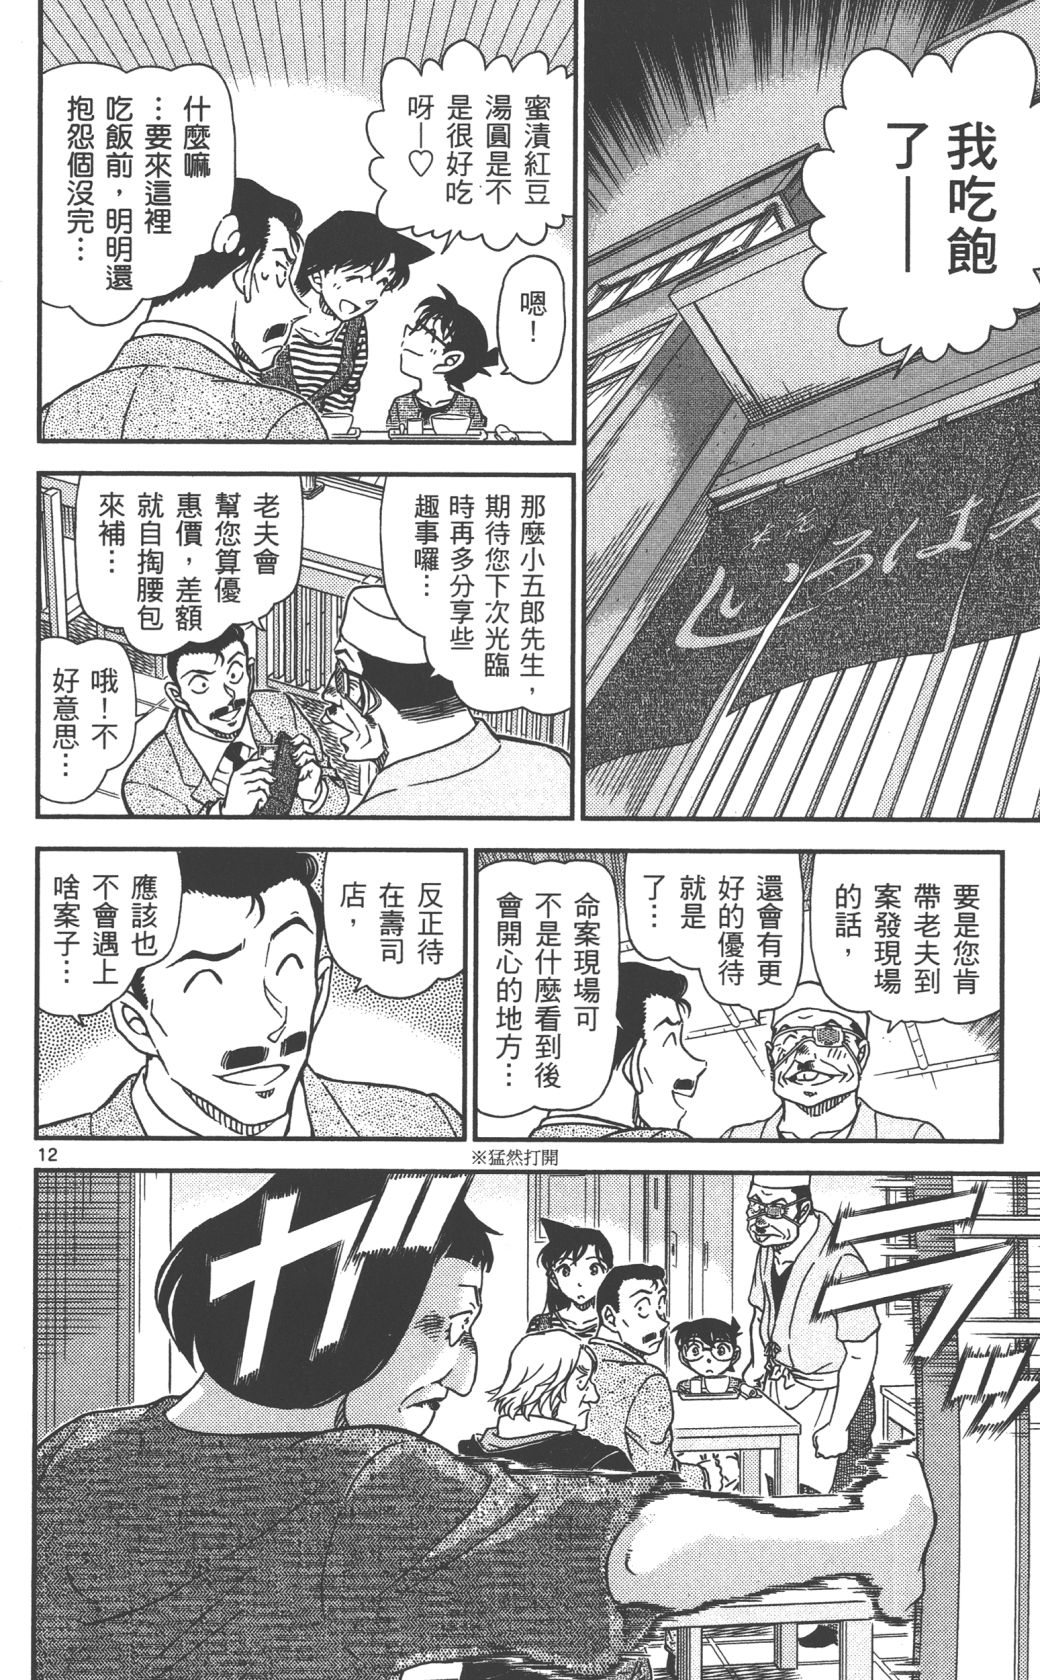 我吃飽
了——
蜜漬紅豆
湯圓是不
是很好吃
呀—♡
嗯！
什麼嘛
…要來這裡
吃飯前，明明還
抱怨個沒完…
いろは寿
那麼小五郎先生，
期待您下次光臨
時再多分享些
趣事囉…
老夫會
幫您算優
惠價，差額
就自掏腰包
來補…
哦！不
好意思…
要是您肯
帶老夫到
案發現場
的話，
還會有更
好的優待
就是
了…
命案現場可
不是什麼看到後
會開心的地方…
反正待
在壽司
店，
應該也
不會遇上
啥案子…
12
※猛然打開
ガラッ